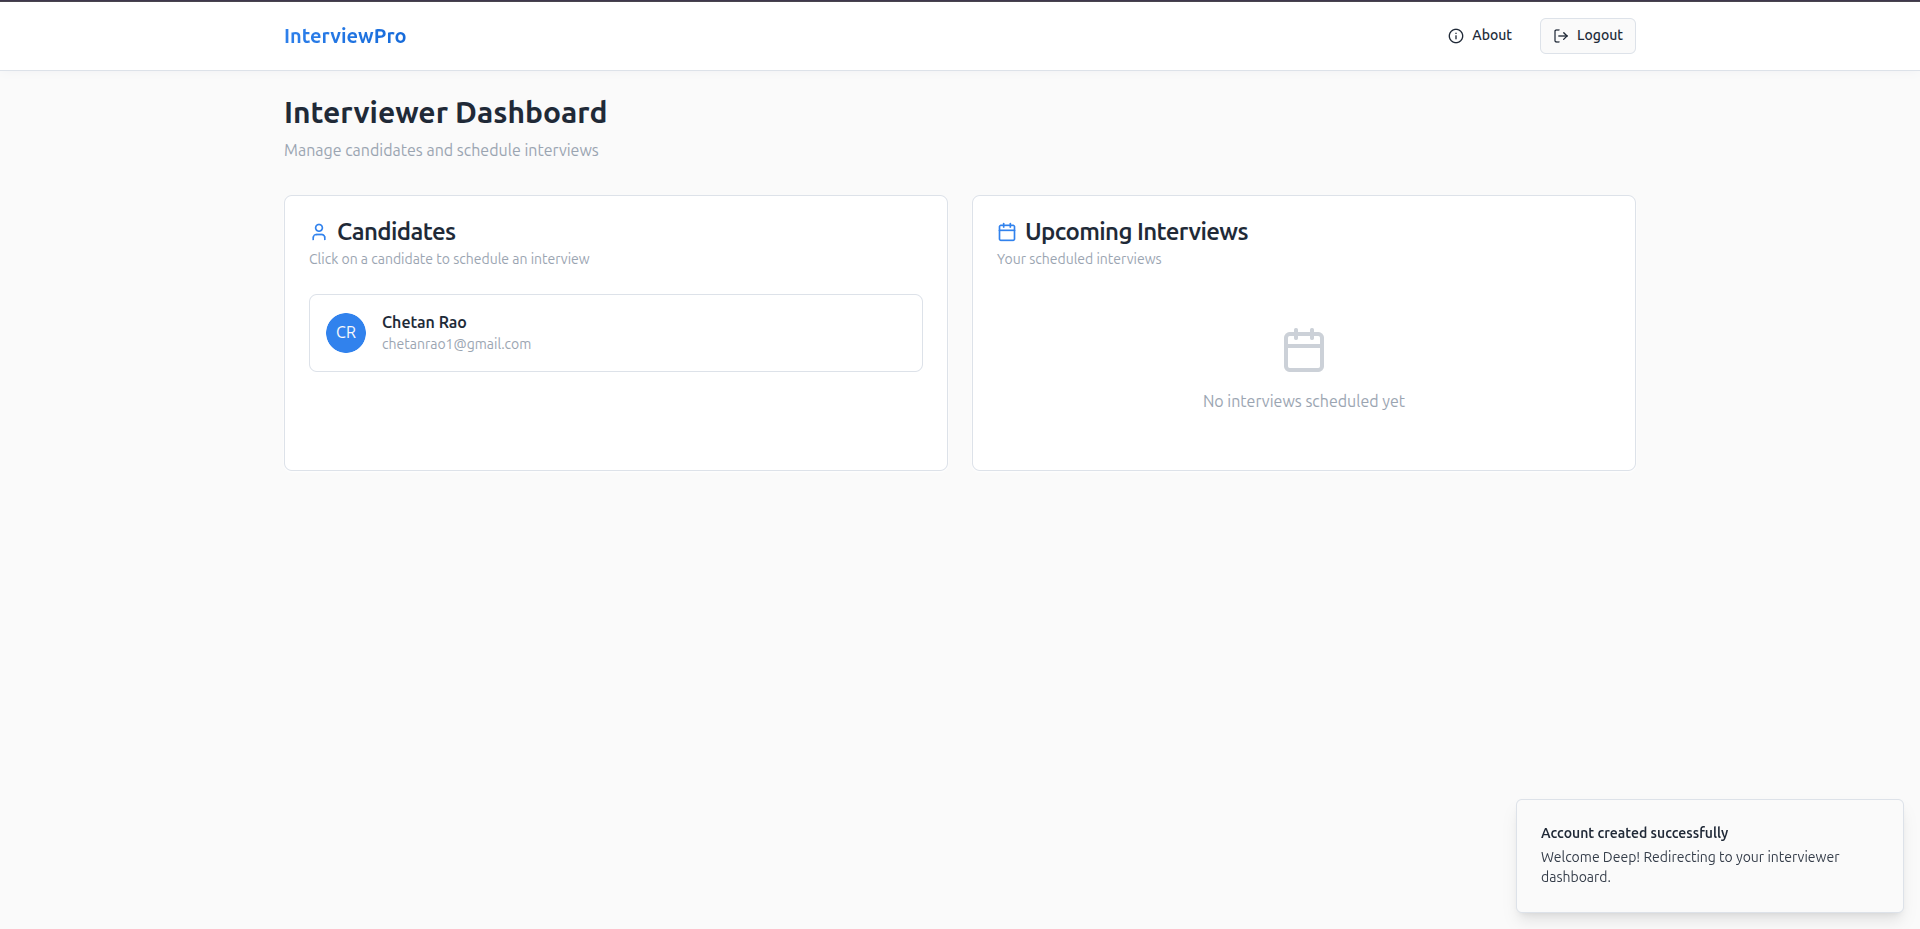 InterviewPro
About
Logout
Interviewer Dashboard
Manage candidates and schedule interviews
Candidates
Click on a candidate to schedule an interview
CR
Chetan Rao
chetanrao1@gmail.com
Upcoming Interviews
Your scheduled interviews
No interviews scheduled yet
Account created successfully
Welcome Deep! Redirecting to your interviewer
dashboard.